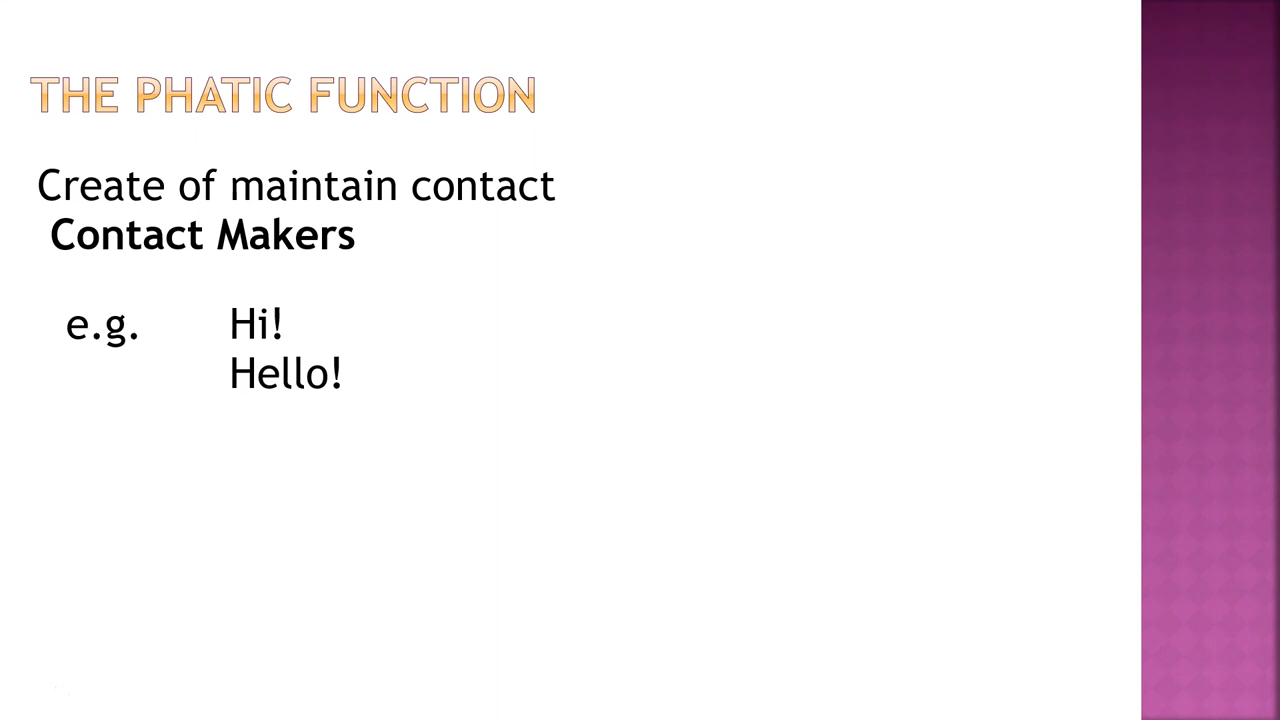 THE PHATIC FUNCTION
Create of maintain contact
Contact Makers
e.g. Hi!
Hello!